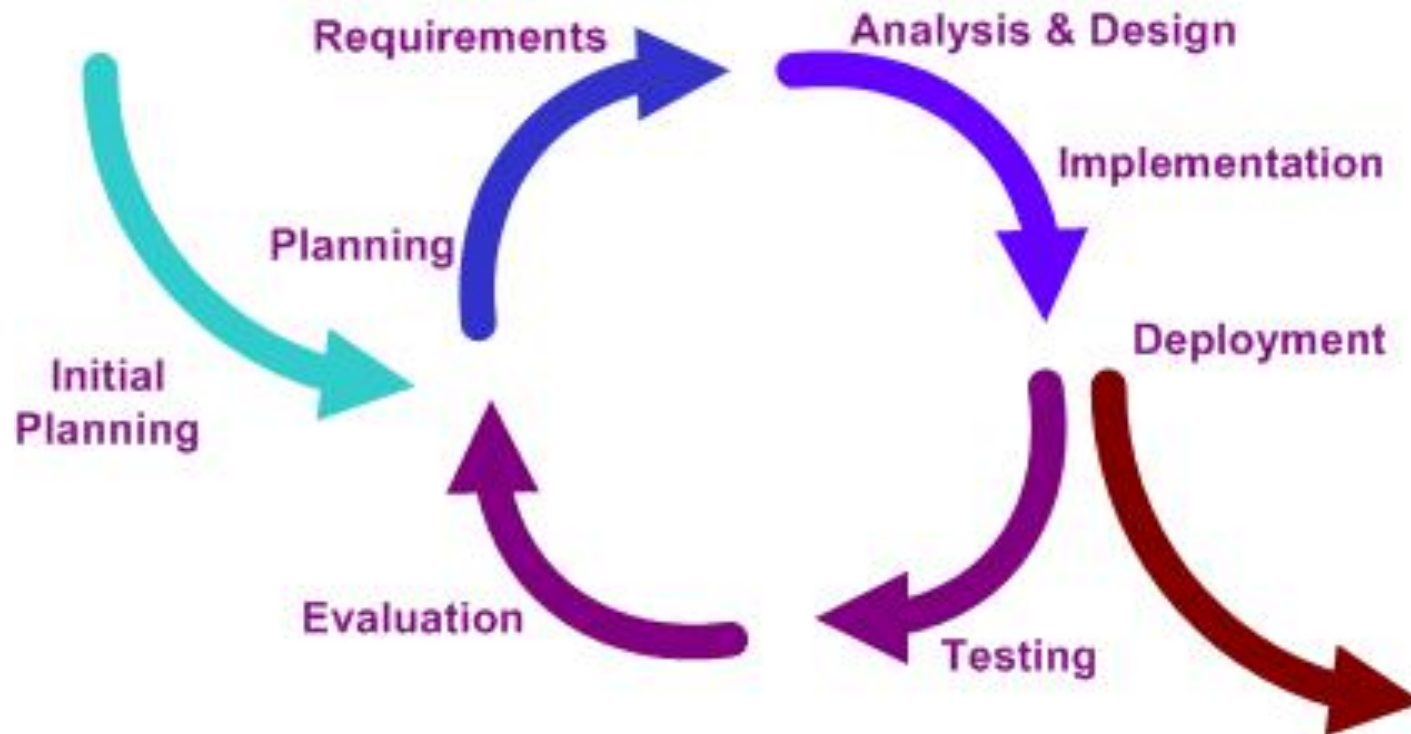 Requirements
Analysis & Design
Implementation
Planning
Deployment
Initial
Planning
Evaluation
Testing